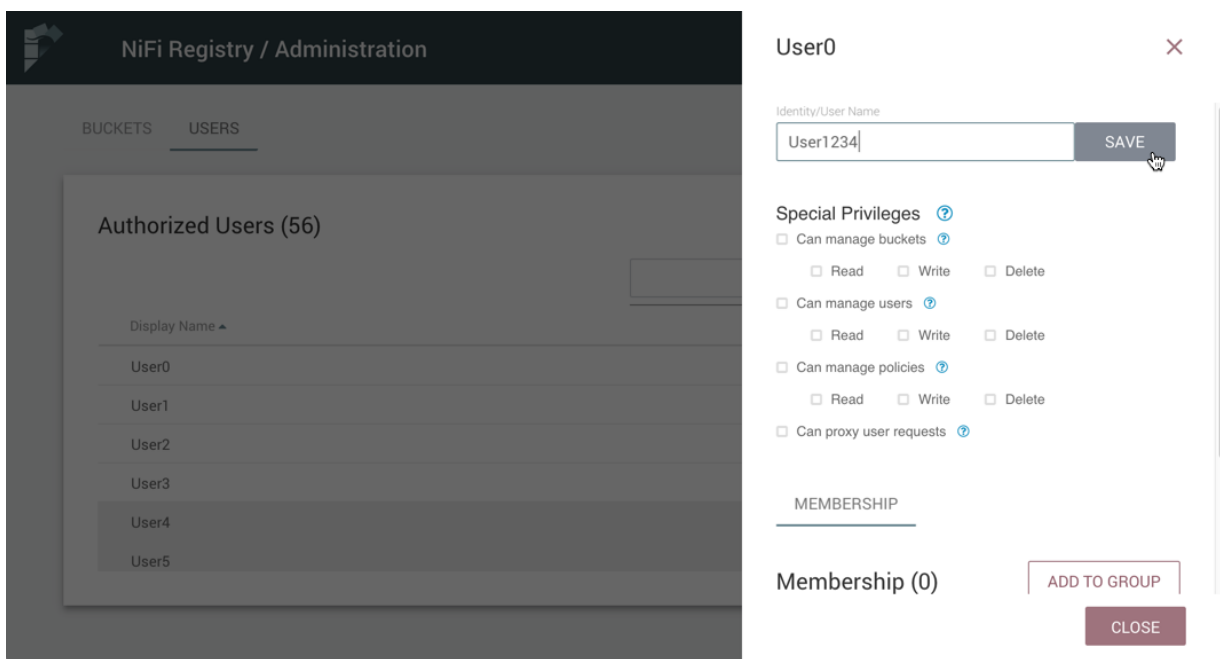 NiFi Registry / Administration
BUCKETS USERS
Authorized Users (56)
Display Name
User0
User1
User2
User3
User4
User5
User0
Identity/User Name
User1234
SAVE
Special Privileges
Can manage buckets
Read Write Delete
Can manage users
Read Write Delete
Can manage policies
Read Write Delete
Can proxy user requests
MEMBERSHIP
Membership (0)
ADD TO GROUP
CLOSE